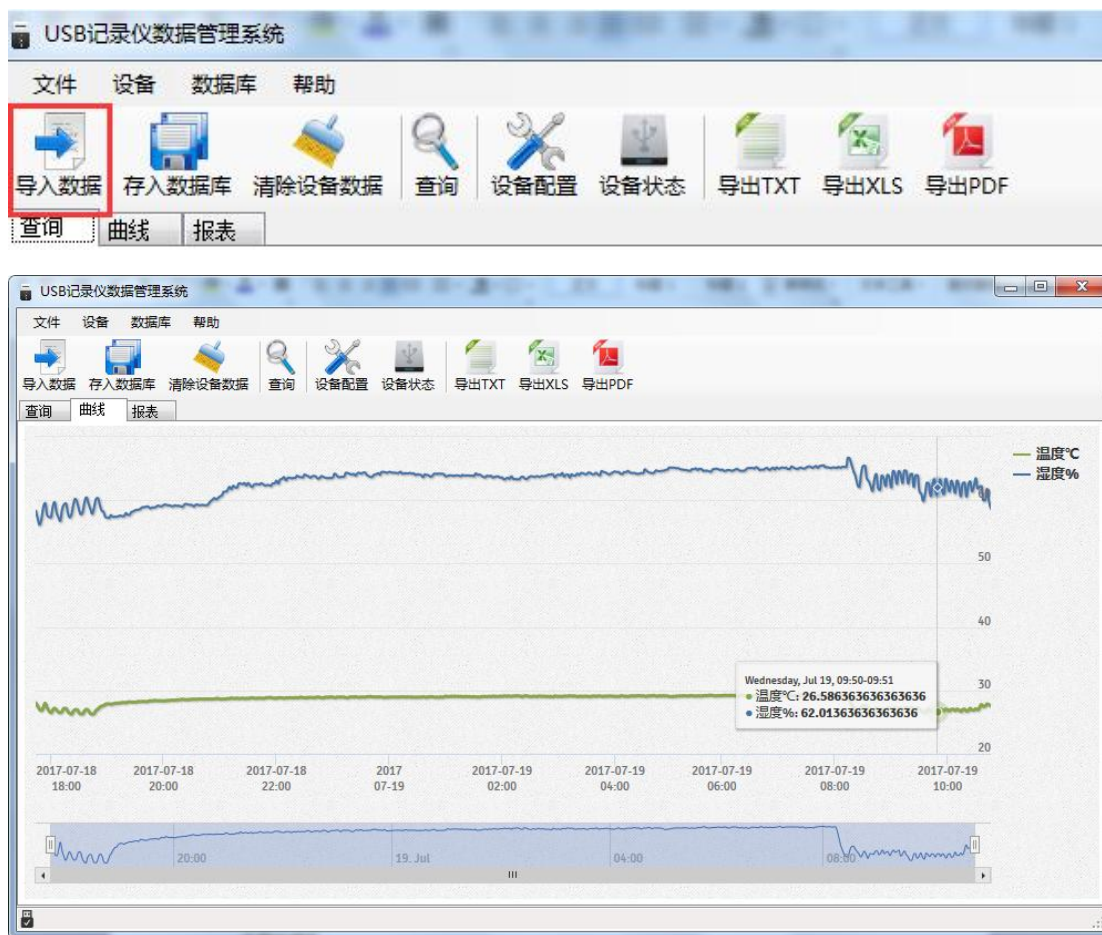 USB记录仪数据管理系统
文件 设备 数据库 帮助
导入数据 存入数据库 清除设备数据 查询 设备配置 设备状态 导出TXT 导出XLS 导出PDF
查询 曲线 报表
USB记录仪数据管理系统
文件 设备 数据库 帮助
导入数据 存入数据库 清除设备数据 查询 设备配置 设备状态 导出TXT 导出XLS 导出PDF
查询 曲线 报表
温度℃
湿度%
50
40
30
20
Wednesday, Jul 19, 09:50-09:51
温度℃: 26.586363636363636
湿度%: 62.01363636363636
2017-07-18 2017-07-18 2017-07-18 2017 2017-07-19 2017-07-19 2017-07-19 2017-07-19 2017-07-19
18:00 20:00 22:00 07-19 02:00 04:00 06:00 08:00 10:00
20:00 19. Jul 04:00 08:00